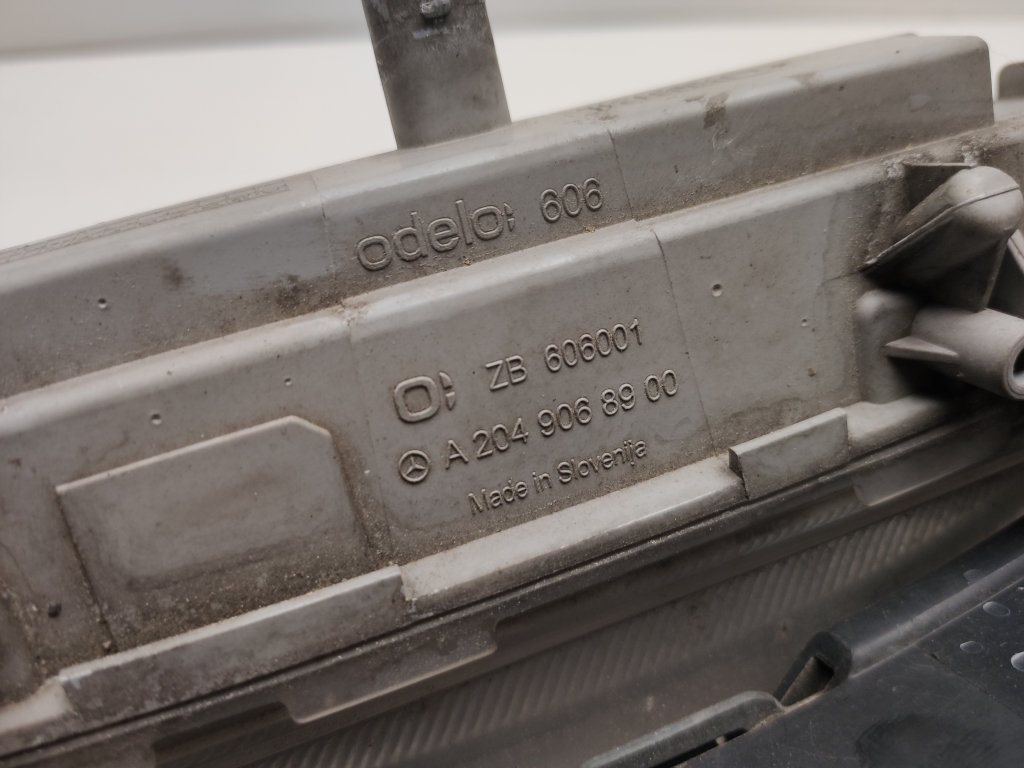 odelo: 606
O: ZB 606001
A 204 906 89 00
Made in Slovenija